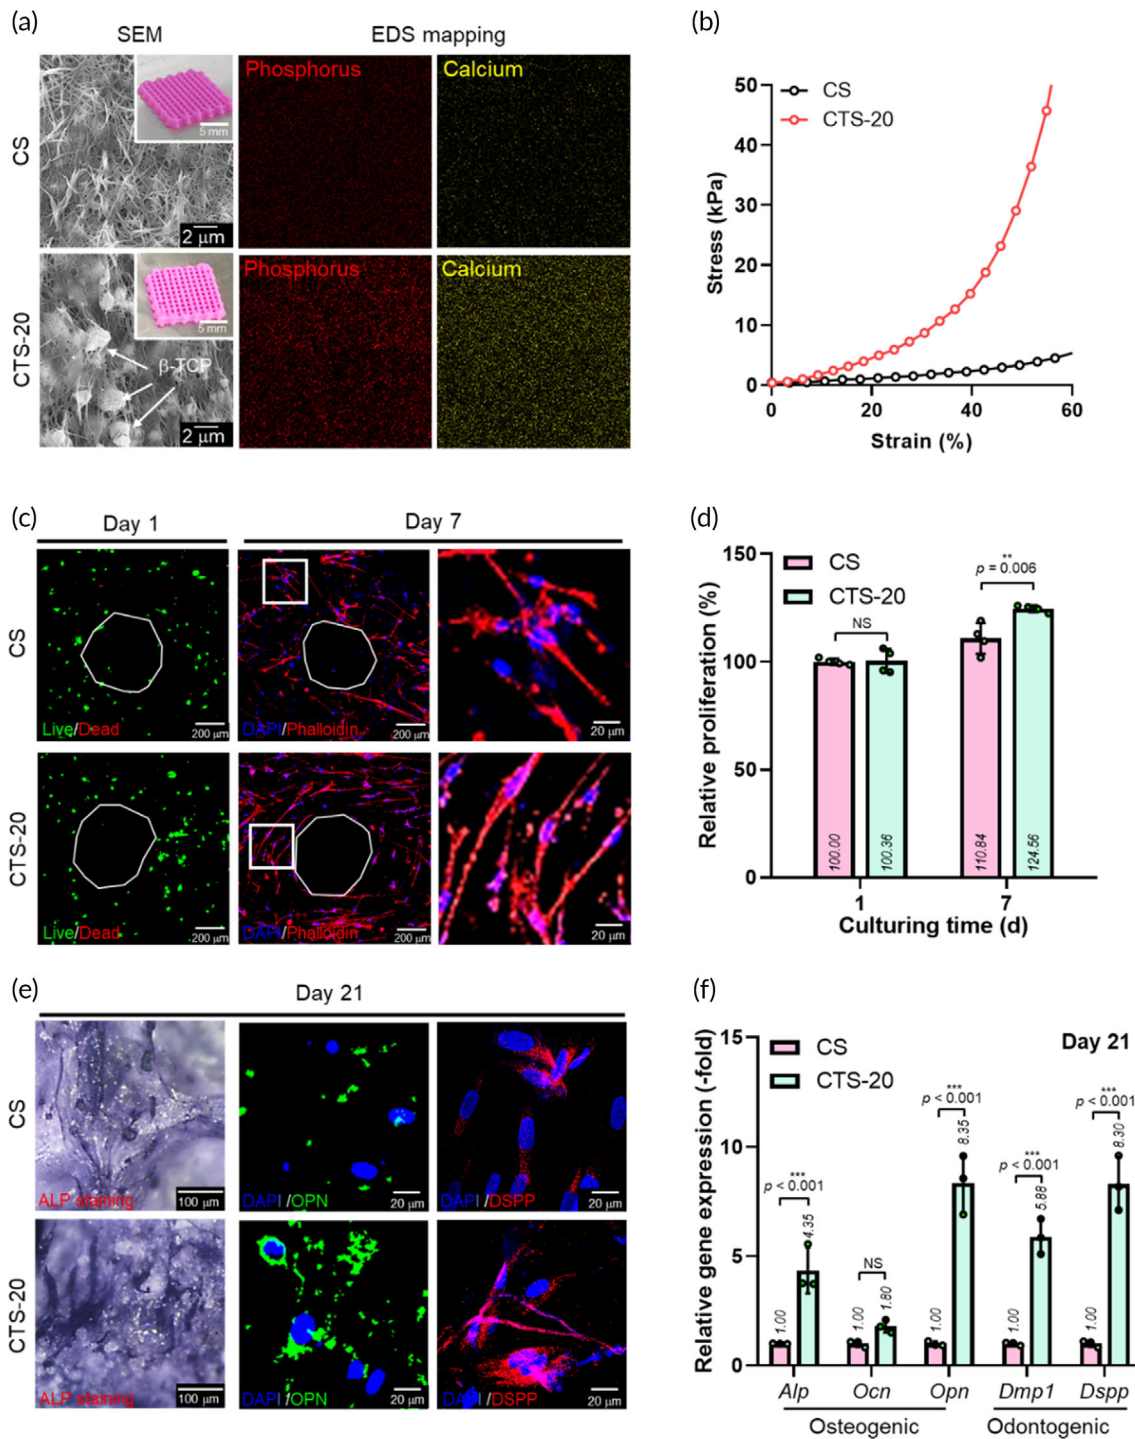 (a)
SEM
EDS mapping
CS
5 mm
2 μm
Phosphorus
Calcium
CTS-20
5 mm
β-TCP
2 μm
Phosphorus
Calcium
(b)
CS
CTS-20
Stress (kPa)
50
40
30
20
10
0
0 20 40 60
Strain (%)
(c)
Day 1
Day 7
CS
Live/Dead
200 μm
DAPI/Phalloidin
200 μm
20 μm
CTS-20
Live/Dead
200 μm
DAPI/Phalloidin
200 μm
20 μm
(d)
CS
CTS-20
Relative proliferation (%)
150
100
50
0
NS
**
p = 0.006
100.00
100.36
110.84
124.56
1 7
Culturing time (d)
(e)
Day 21
CS
ALP staining
100 μm
DAPI/OPN
20 μm
DAPI/DSPP
20 μm
CTS-20
ALP staining
100 μm
DAPI/OPN
20 μm
DAPI/DSPP
20 μm
(f)
Day 21
CS
CTS-20
Relative gene expression (-fold)
15
10
5
0
***
p < 0.001
1.00
4.35
NS
1.00
1.80
***
p < 0.001
1.00
8.35
***
p < 0.001
1.00
5.88
***
p < 0.001
1.00
8.30
Alp Ocn Opn Dmp1 Dspp
Osteogenic Odontogenic